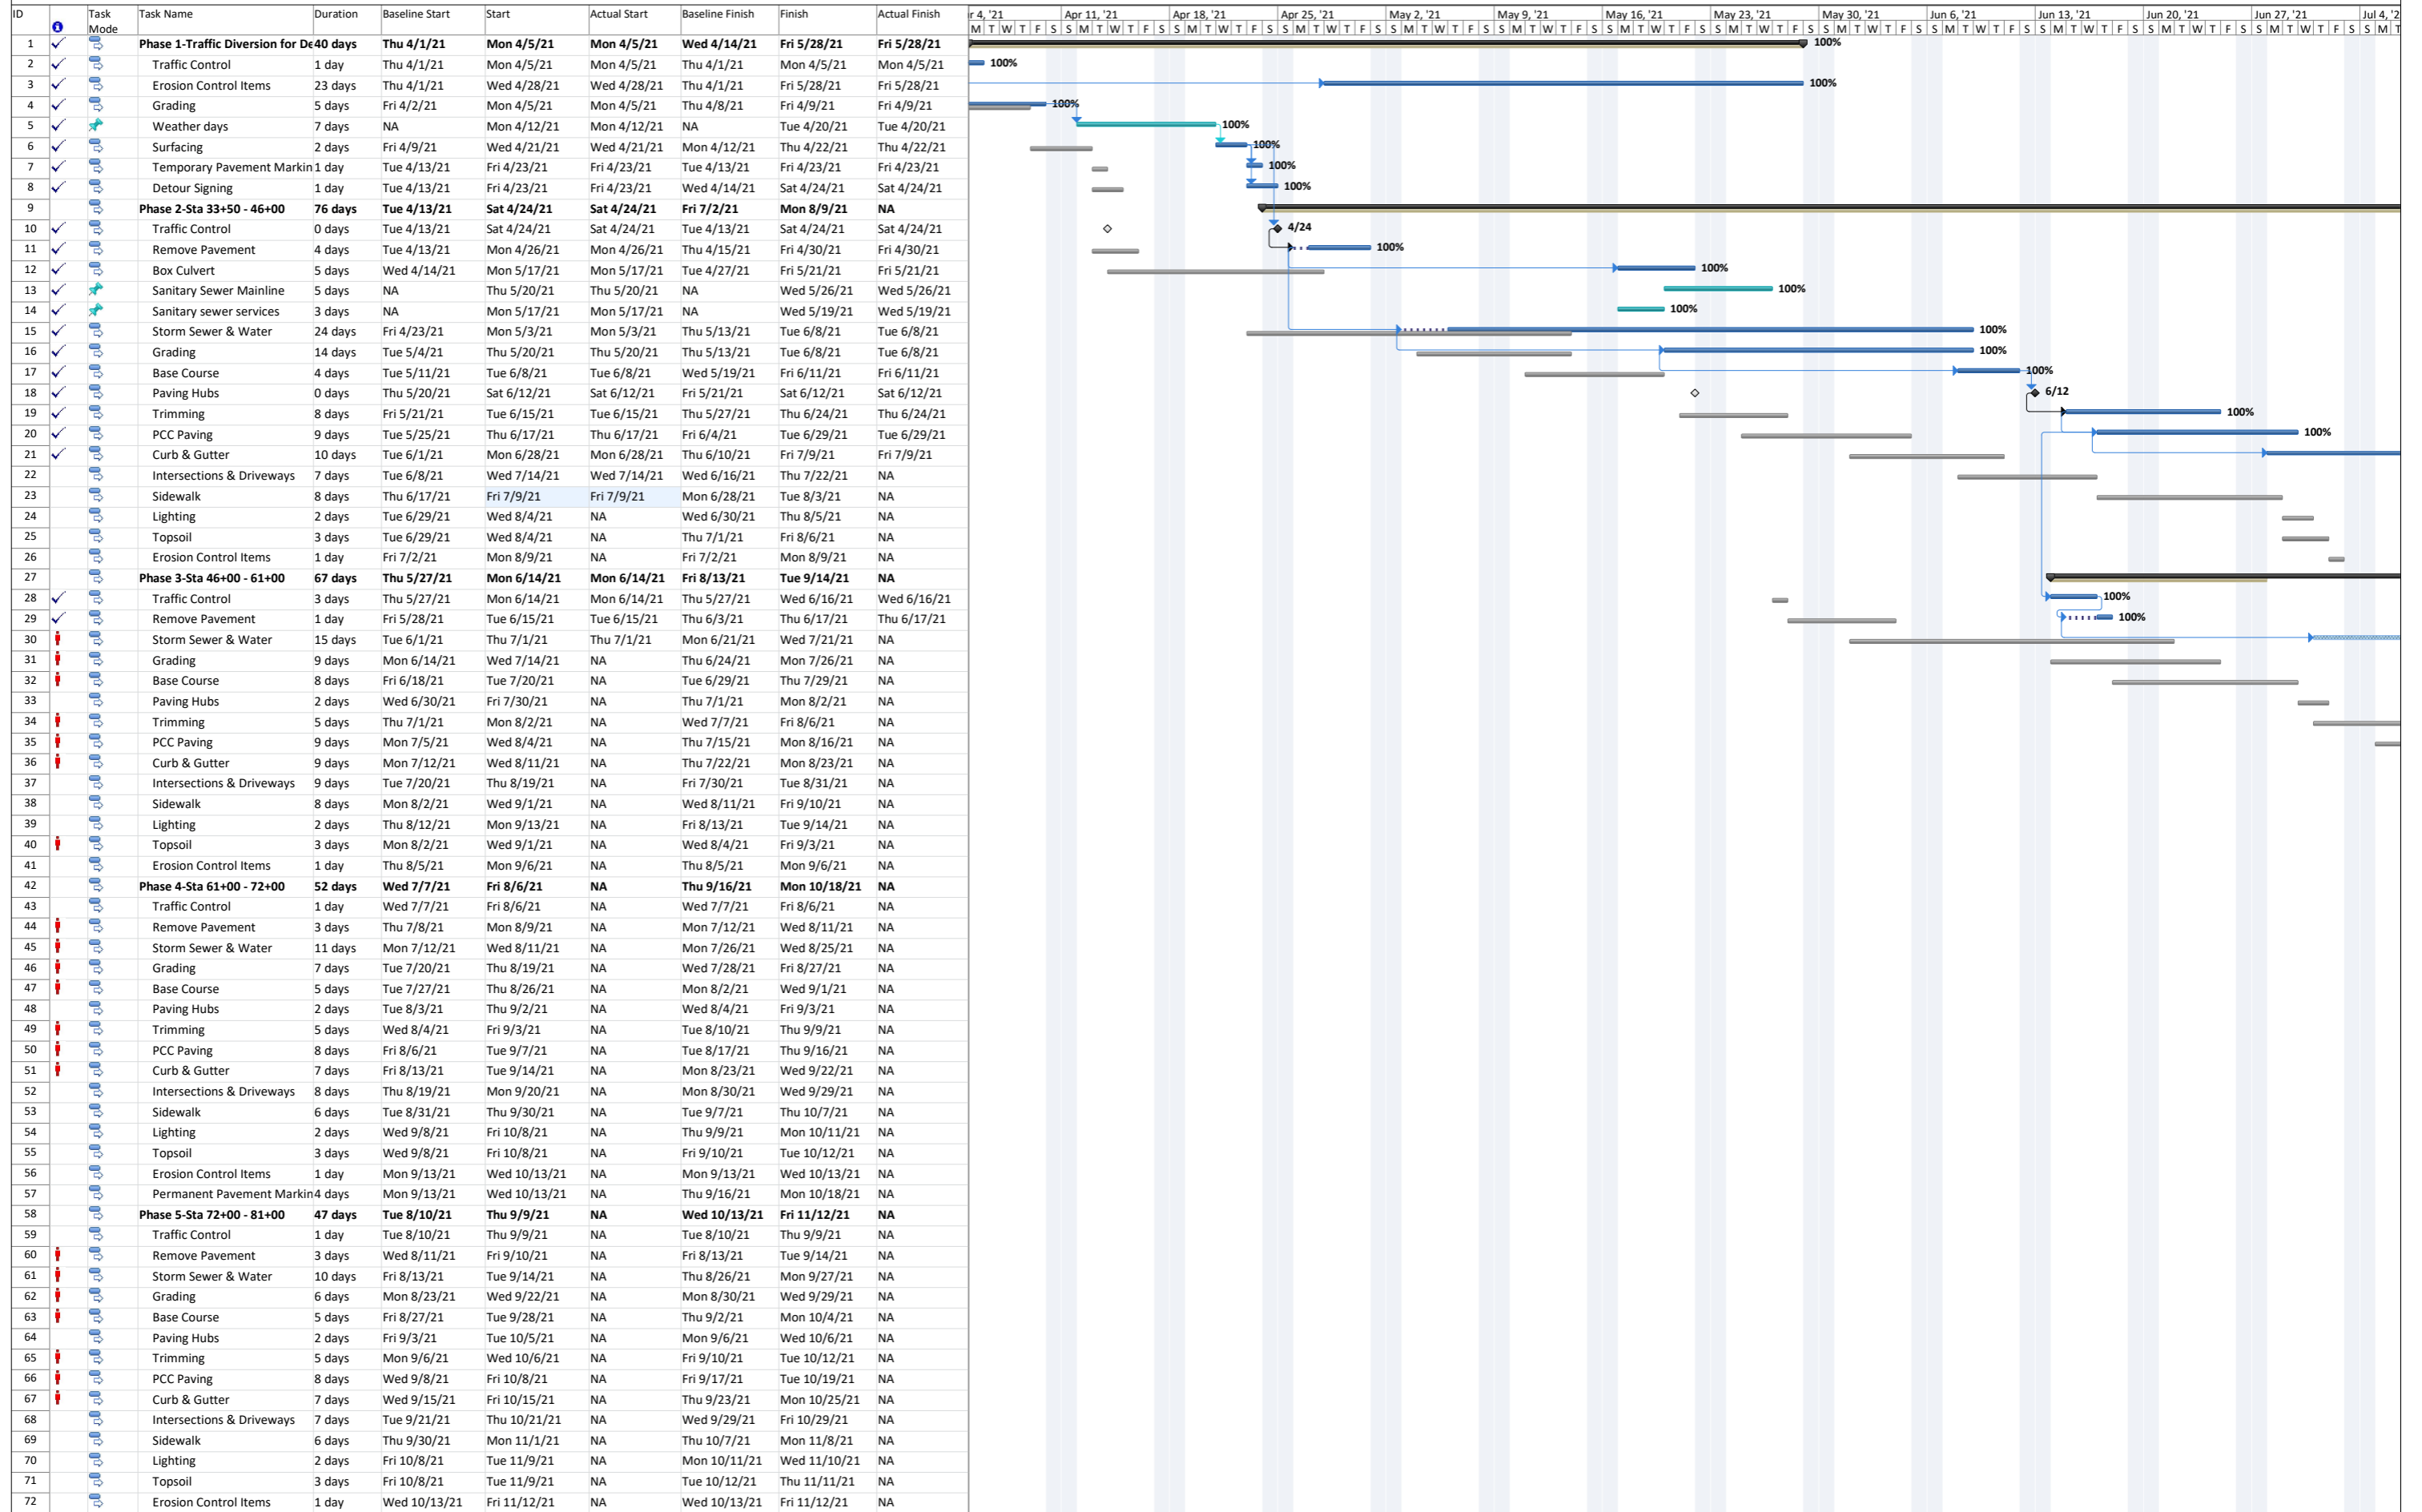 ID Task Mode Task Name Duration Baseline Start Start Actual Start Baseline Finish Finish Actual Finish
r 4, '21 Apr 11, '21 Apr 18, '21 Apr 25, '21 May 2, '21 May 9, '21 May 16, '21 May 23, '21 May 30, '21 Jun 6, '21 Jun 13, '21 Jun 20, '21 Jun 27, '21 Jul 4, '2
M T W T F S S M T W T F S S M T W T F S S M T W T F S S M T W T F S S M T W T F S S M T W T F S S M T W T F S S M T W T F S S M T W T F S S M T W T F S S M T W T F S S M T W T F S S M T
1 Phase 1-Traffic Diversion for De 40 days Thu 4/1/21 Mon 4/5/21 Mon 4/5/21 Wed 4/14/21 Fri 5/28/21 Fri 5/28/21 100%
2 Traffic Control 1 day Thu 4/1/21 Mon 4/5/21 Mon 4/5/21 Thu 4/1/21 Mon 4/5/21 Mon 4/5/21 100%
3 Erosion Control Items 23 days Thu 4/1/21 Wed 4/28/21 Wed 4/28/21 Thu 4/1/21 Fri 5/28/21 Fri 5/28/21 100%
4 Grading 5 days Fri 4/2/21 Mon 4/5/21 Mon 4/5/21 Thu 4/8/21 Fri 4/9/21 Fri 4/9/21 100%
5 Weather days 7 days NA Mon 4/12/21 Mon 4/12/21 NA Tue 4/20/21 Tue 4/20/21 100%
6 Surfacing 2 days Fri 4/9/21 Wed 4/21/21 Wed 4/21/21 Mon 4/12/21 Thu 4/22/21 Thu 4/22/21 100%
7 Temporary Pavement Markin 1 day Tue 4/13/21 Fri 4/23/21 Fri 4/23/21 Tue 4/13/21 Fri 4/23/21 Fri 4/23/21 100%
8 Detour Signing 1 day Tue 4/13/21 Fri 4/23/21 Fri 4/23/21 Wed 4/14/21 Sat 4/24/21 Sat 4/24/21 100%
9 Phase 2-Sta 33+50 - 46+00 76 days Tue 4/13/21 Sat 4/24/21 Sat 4/24/21 Fri 7/2/21 Mon 8/9/21 NA
10 Traffic Control 0 days Tue 4/13/21 Sat 4/24/21 Sat 4/24/21 Tue 4/13/21 Sat 4/24/21 Sat 4/24/21 4/24
11 Remove Pavement 4 days Tue 4/13/21 Mon 4/26/21 Mon 4/26/21 Thu 4/15/21 Fri 4/30/21 Fri 4/30/21 100%
12 Box Culvert 5 days Wed 4/14/21 Mon 5/17/21 Mon 5/17/21 Tue 4/27/21 Fri 5/21/21 Fri 5/21/21 100%
13 Sanitary Sewer Mainline 5 days NA Thu 5/20/21 Thu 5/20/21 NA Wed 5/26/21 Wed 5/26/21 100%
14 Sanitary sewer services 3 days NA Mon 5/17/21 Mon 5/17/21 NA Wed 5/19/21 Wed 5/19/21 100%
15 Storm Sewer & Water 24 days Fri 4/23/21 Mon 5/3/21 Mon 5/3/21 Thu 5/13/21 Tue 6/8/21 Tue 6/8/21 100%
16 Grading 14 days Tue 5/4/21 Thu 5/20/21 Thu 5/20/21 Thu 5/13/21 Tue 6/8/21 Tue 6/8/21 100%
17 Base Course 4 days Tue 5/11/21 Tue 6/8/21 Tue 6/8/21 Wed 5/19/21 Fri 6/11/21 Fri 6/11/21 100%
18 Paving Hubs 0 days Thu 5/20/21 Sat 6/12/21 Sat 6/12/21 Fri 5/21/21 Sat 6/12/21 Sat 6/12/21 6/12
19 Trimming 8 days Fri 5/21/21 Tue 6/15/21 Tue 6/15/21 Thu 5/27/21 Thu 6/24/21 Thu 6/24/21 100%
20 PCC Paving 9 days Tue 5/25/21 Thu 6/17/21 Thu 6/17/21 Fri 6/4/21 Tue 6/29/21 Tue 6/29/21 100%
21 Curb & Gutter 10 days Tue 6/1/21 Mon 6/28/21 Mon 6/28/21 Thu 6/10/21 Fri 7/9/21 Fri 7/9/21
22 Intersections & Driveways 7 days Tue 6/8/21 Wed 7/14/21 Wed 7/14/21 Wed 6/16/21 Thu 7/22/21 NA
23 Sidewalk 8 days Thu 6/17/21 Fri 7/9/21 Fri 7/9/21 Mon 6/28/21 Tue 8/3/21 NA
24 Lighting 2 days Tue 6/29/21 Wed 8/4/21 NA Wed 6/30/21 Thu 8/5/21 NA
25 Topsoil 3 days Tue 6/29/21 Wed 8/4/21 NA Thu 7/1/21 Fri 8/6/21 NA
26 Erosion Control Items 1 day Fri 7/2/21 Mon 8/9/21 NA Fri 7/2/21 Mon 8/9/21 NA
27 Phase 3-Sta 46+00 - 61+00 67 days Thu 5/27/21 Mon 6/14/21 Mon 6/14/21 Fri 8/13/21 Tue 9/14/21 NA
28 Traffic Control 3 days Thu 5/27/21 Mon 6/14/21 Mon 6/14/21 Thu 5/27/21 Wed 6/16/21 Wed 6/16/21 100%
29 Remove Pavement 1 day Fri 5/28/21 Tue 6/15/21 Tue 6/15/21 Thu 6/3/21 Thu 6/17/21 Thu 6/17/21 100%
30 Storm Sewer & Water 15 days Tue 6/1/21 Thu 7/1/21 Thu 7/1/21 Mon 6/21/21 Wed 7/21/21 NA
31 Grading 9 days Mon 6/14/21 Wed 7/14/21 NA Thu 6/24/21 Mon 7/26/21 NA
32 Base Course 8 days Fri 6/18/21 Tue 7/20/21 NA Tue 6/29/21 Thu 7/29/21 NA
33 Paving Hubs 2 days Wed 6/30/21 Fri 7/30/21 NA Thu 7/1/21 Mon 8/2/21 NA
34 Trimming 5 days Thu 7/1/21 Mon 8/2/21 NA Wed 7/7/21 Fri 8/6/21 NA
35 PCC Paving 9 days Mon 7/5/21 Wed 8/4/21 NA Thu 7/15/21 Mon 8/16/21 NA
36 Curb & Gutter 9 days Mon 7/12/21 Wed 8/11/21 NA Thu 7/22/21 Mon 8/23/21 NA
37 Intersections & Driveways 9 days Tue 7/20/21 Thu 8/19/21 NA Fri 7/30/21 Tue 8/31/21 NA
38 Sidewalk 8 days Mon 8/2/21 Wed 9/1/21 NA Wed 8/11/21 Fri 9/10/21 NA
39 Lighting 2 days Thu 8/12/21 Mon 9/13/21 NA Fri 8/13/21 Tue 9/14/21 NA
40 Topsoil 3 days Mon 8/2/21 Wed 9/1/21 NA Wed 8/4/21 Fri 9/3/21 NA
41 Erosion Control Items 1 day Thu 8/5/21 Mon 9/6/21 NA Thu 8/5/21 Mon 9/6/21 NA
42 Phase 4-Sta 61+00 - 72+00 52 days Wed 7/7/21 Fri 8/6/21 NA Thu 9/16/21 Mon 10/18/21 NA
43 Traffic Control 1 day Wed 7/7/21 Fri 8/6/21 NA Wed 7/7/21 Fri 8/6/21 NA
44 Remove Pavement 3 days Thu 7/8/21 Mon 8/9/21 NA Mon 7/12/21 Wed 8/11/21 NA
45 Storm Sewer & Water 11 days Mon 7/12/21 Wed 8/11/21 NA Mon 7/26/21 Wed 8/25/21 NA
46 Grading 7 days Tue 7/20/21 Thu 8/19/21 NA Wed 7/28/21 Fri 8/27/21 NA
47 Base Course 5 days Tue 7/27/21 Thu 8/26/21 NA Mon 8/2/21 Wed 9/1/21 NA
48 Paving Hubs 2 days Tue 8/3/21 Thu 9/2/21 NA Wed 8/4/21 Fri 9/3/21 NA
49 Trimming 5 days Wed 8/4/21 Fri 9/3/21 NA Tue 8/10/21 Thu 9/9/21 NA
50 PCC Paving 8 days Fri 8/6/21 Tue 9/7/21 NA Tue 8/17/21 Thu 9/16/21 NA
51 Curb & Gutter 7 days Fri 8/13/21 Tue 9/14/21 NA Mon 8/23/21 Wed 9/22/21 NA
52 Intersections & Driveways 8 days Thu 8/19/21 Mon 9/20/21 NA Mon 8/30/21 Wed 9/29/21 NA
53 Sidewalk 6 days Tue 8/31/21 Thu 9/30/21 NA Tue 9/7/21 Thu 10/7/21 NA
54 Lighting 2 days Wed 9/8/21 Fri 10/8/21 NA Thu 9/9/21 Mon 10/11/21 NA
55 Topsoil 3 days Wed 9/8/21 Fri 10/8/21 NA Fri 9/10/21 Tue 10/12/21 NA
56 Erosion Control Items 1 day Mon 9/13/21 Wed 10/13/21 NA Mon 9/13/21 Wed 10/13/21 NA
57 Permanent Pavement Markin 4 days Mon 9/13/21 Wed 10/13/21 NA Thu 9/16/21 Mon 10/18/21 NA
58 Phase 5-Sta 72+00 - 81+00 47 days Tue 8/10/21 Thu 9/9/21 NA Wed 10/13/21 Fri 11/12/21 NA
59 Traffic Control 1 day Tue 8/10/21 Thu 9/9/21 NA Tue 8/10/21 Thu 9/9/21 NA
60 Remove Pavement 3 days Wed 8/11/21 Fri 9/10/21 NA Fri 8/13/21 Tue 9/14/21 NA
61 Storm Sewer & Water 10 days Fri 8/13/21 Tue 9/14/21 NA Thu 8/26/21 Mon 9/27/21 NA
62 Grading 6 days Mon 8/23/21 Wed 9/22/21 NA Mon 8/30/21 Wed 9/29/21 NA
63 Base Course 5 days Fri 8/27/21 Tue 9/28/21 NA Thu 9/2/21 Mon 10/4/21 NA
64 Paving Hubs 2 days Fri 9/3/21 Tue 10/5/21 NA Mon 9/6/21 Wed 10/6/21 NA
65 Trimming 5 days Mon 9/6/21 Wed 10/6/21 NA Fri 9/10/21 Tue 10/12/21 NA
66 PCC Paving 8 days Wed 9/8/21 Fri 10/8/21 NA Fri 9/17/21 Tue 10/19/21 NA
67 Curb & Gutter 7 days Wed 9/15/21 Fri 10/15/21 NA Thu 9/23/21 Mon 10/25/21 NA
68 Intersections & Driveways 7 days Tue 9/21/21 Thu 10/21/21 NA Wed 9/29/21 Fri 10/29/21 NA
69 Sidewalk 6 days Thu 9/30/21 Mon 11/1/21 NA Thu 10/7/21 Mon 11/8/21 NA
70 Lighting 2 days Fri 10/8/21 Tue 11/9/21 NA Mon 10/11/21 Wed 11/10/21 NA
71 Topsoil 3 days Fri 10/8/21 Tue 11/9/21 NA Tue 10/12/21 Thu 11/11/21 NA
72 Erosion Control Items 1 day Wed 10/13/21 Fri 11/12/21 NA Wed 10/13/21 Fri 11/12/21 NA